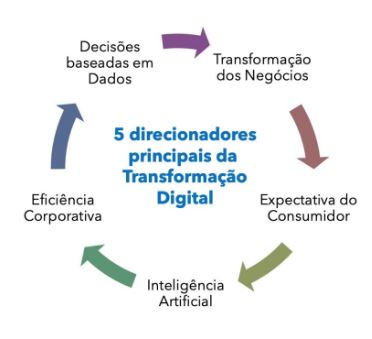 5 direcionadores
principais da
Transformação
Digital
Decisões
baseadas em
Dados
Transformação
dos Negócios
Expectativa do
Consumidor
Inteligência
Artificial
Eficiência
Corporativa